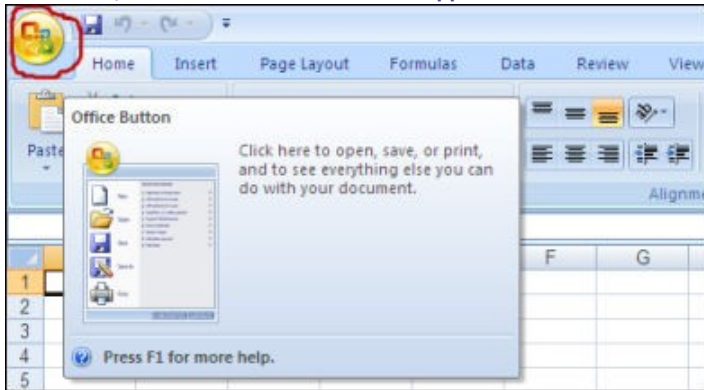 Home Insert Page Layout Formulas Data Review View
Office Button
Paste
Click here to open, save, or print,
and to see everything else you can
do with your document.
Alignme
F G
1
2
3
4
5
Press F1 for more help.